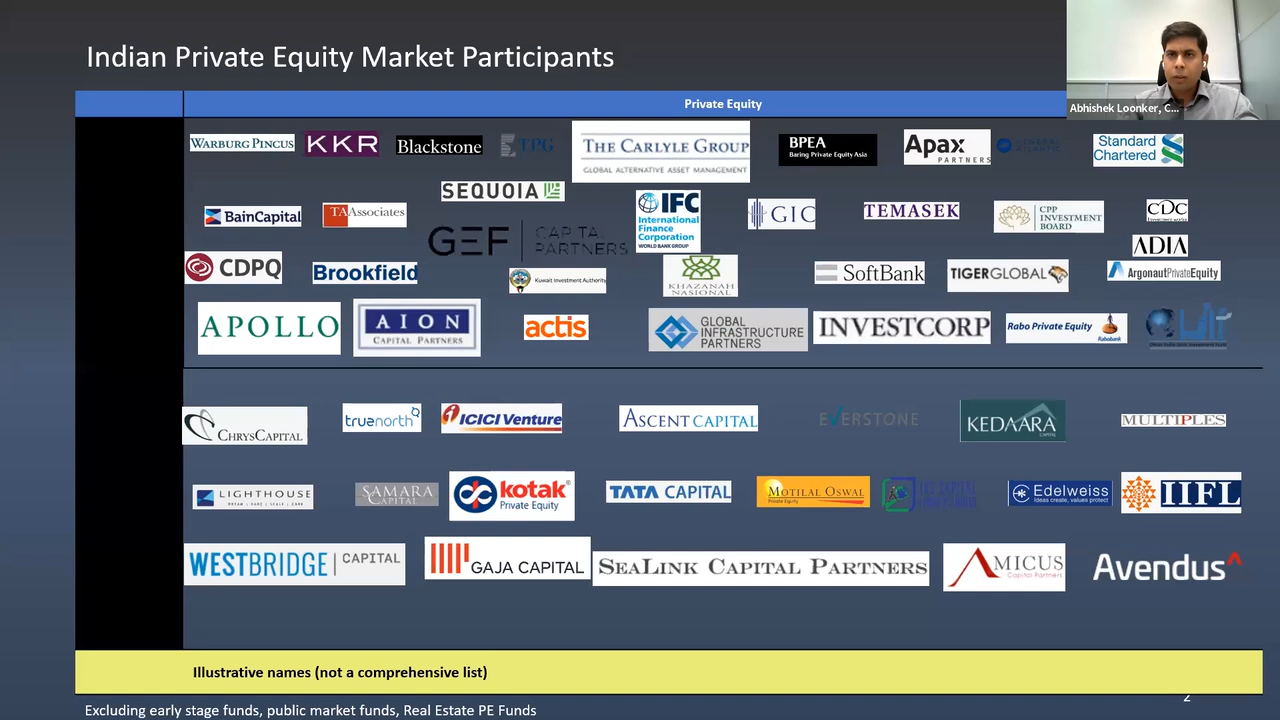 Indian Private Equity Market Participants
Private Equity
Abhishek Loonker, C...
WARBURG PINCUS
KKR
Blackstone
TPG
THE CARLYLE GROUP
GLOBAL ALTERNATIVE ASSET MANAGEMENT
BPEA
Baring Private Equity Asia
Apax
PARTNERS
GENERAL
ATLANTIC
Standard
Chartered
BainCapital
TAAssociates
SEQUOIA
GEF CAPITAL
PARTNERS
IFC
International
Finance
Corporation
WORLD BANK GROUP
GIC
TEMASEK
CPP
INVESTMENT
BOARD
CDC
ADIA
CDPQ
Brookfield
Kuwait Investment Authority
KHAZANAH
NASIONAL
SoftBank
TIGERGLOBAL
ArgonautPrivateEquity
APOLLO
AION
CAPITAL PARTNERS
actis
GLOBAL
INFRASTRUCTURE
PARTNERS
INVESTCORP
Rabo Private Equity
Rabobank
CHRYSCAPITAL
truenorth
ICICI Venture
ASCENT CAPITAL
EVERSTONE
KEDAARA
CAPITAL
MULTIPLES
LIGHTHOUSE
SAMARA
CAPITAL
kotak
Private Equity
TATA CAPITAL
MOTILAL OSWAL
Private Equity
Edelweiss
Ideas create, values protect
IIFL
WESTBRIDGE CAPITAL
GAJA CAPITAL
SEALINK CAPITAL PARTNERS
AMICUS
Capital Partners
Avendus
Illustrative names (not a comprehensive list)
2
Excluding early stage funds, public market funds, Real Estate PE Funds